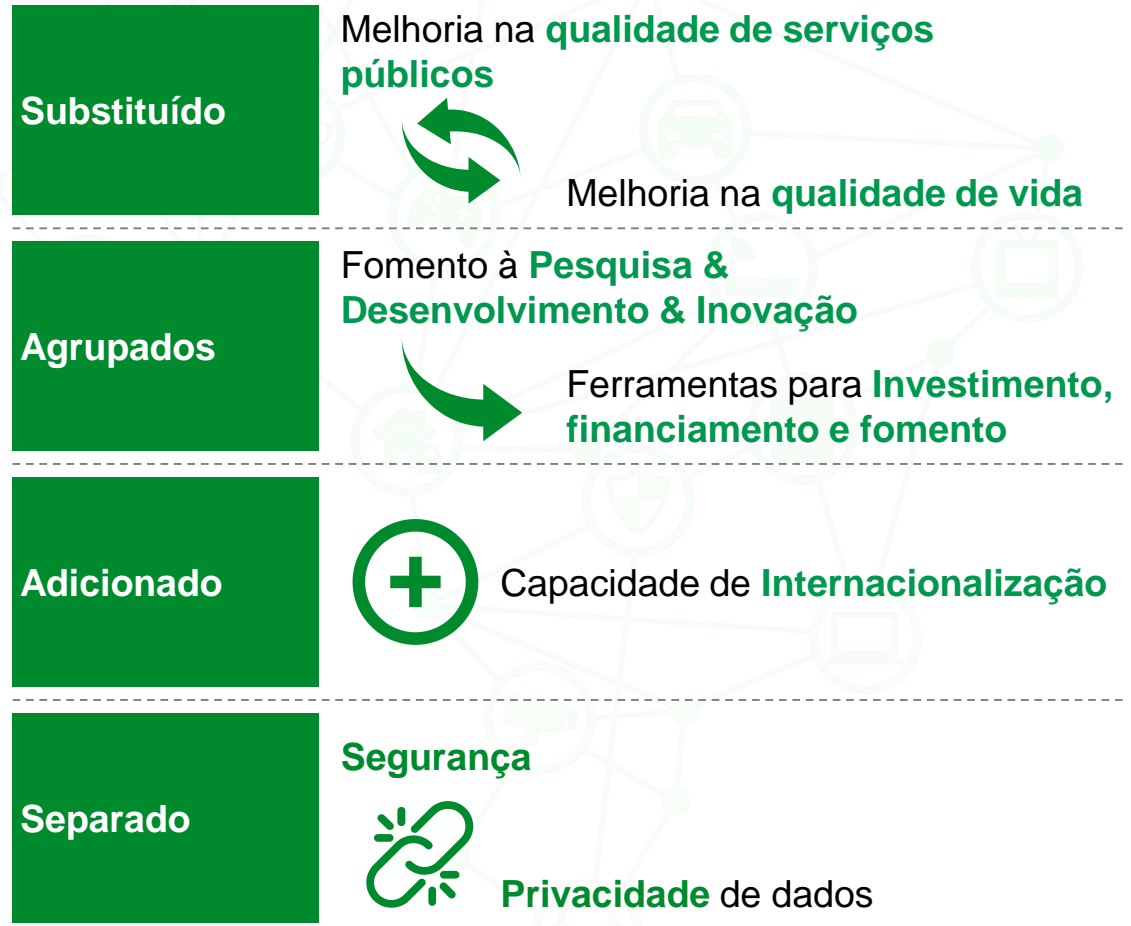 Substituído
Melhoria na qualidade de serviços
públicos
Melhoria na qualidade de vida
Agrupados
Fomento à Pesquisa &
Desenvolvimento & Inovação
Ferramentas para Investimento,
financiamento e fomento
Adicionado
Capacidade de Internacionalização
Separado
Segurança
Privacidade de dados